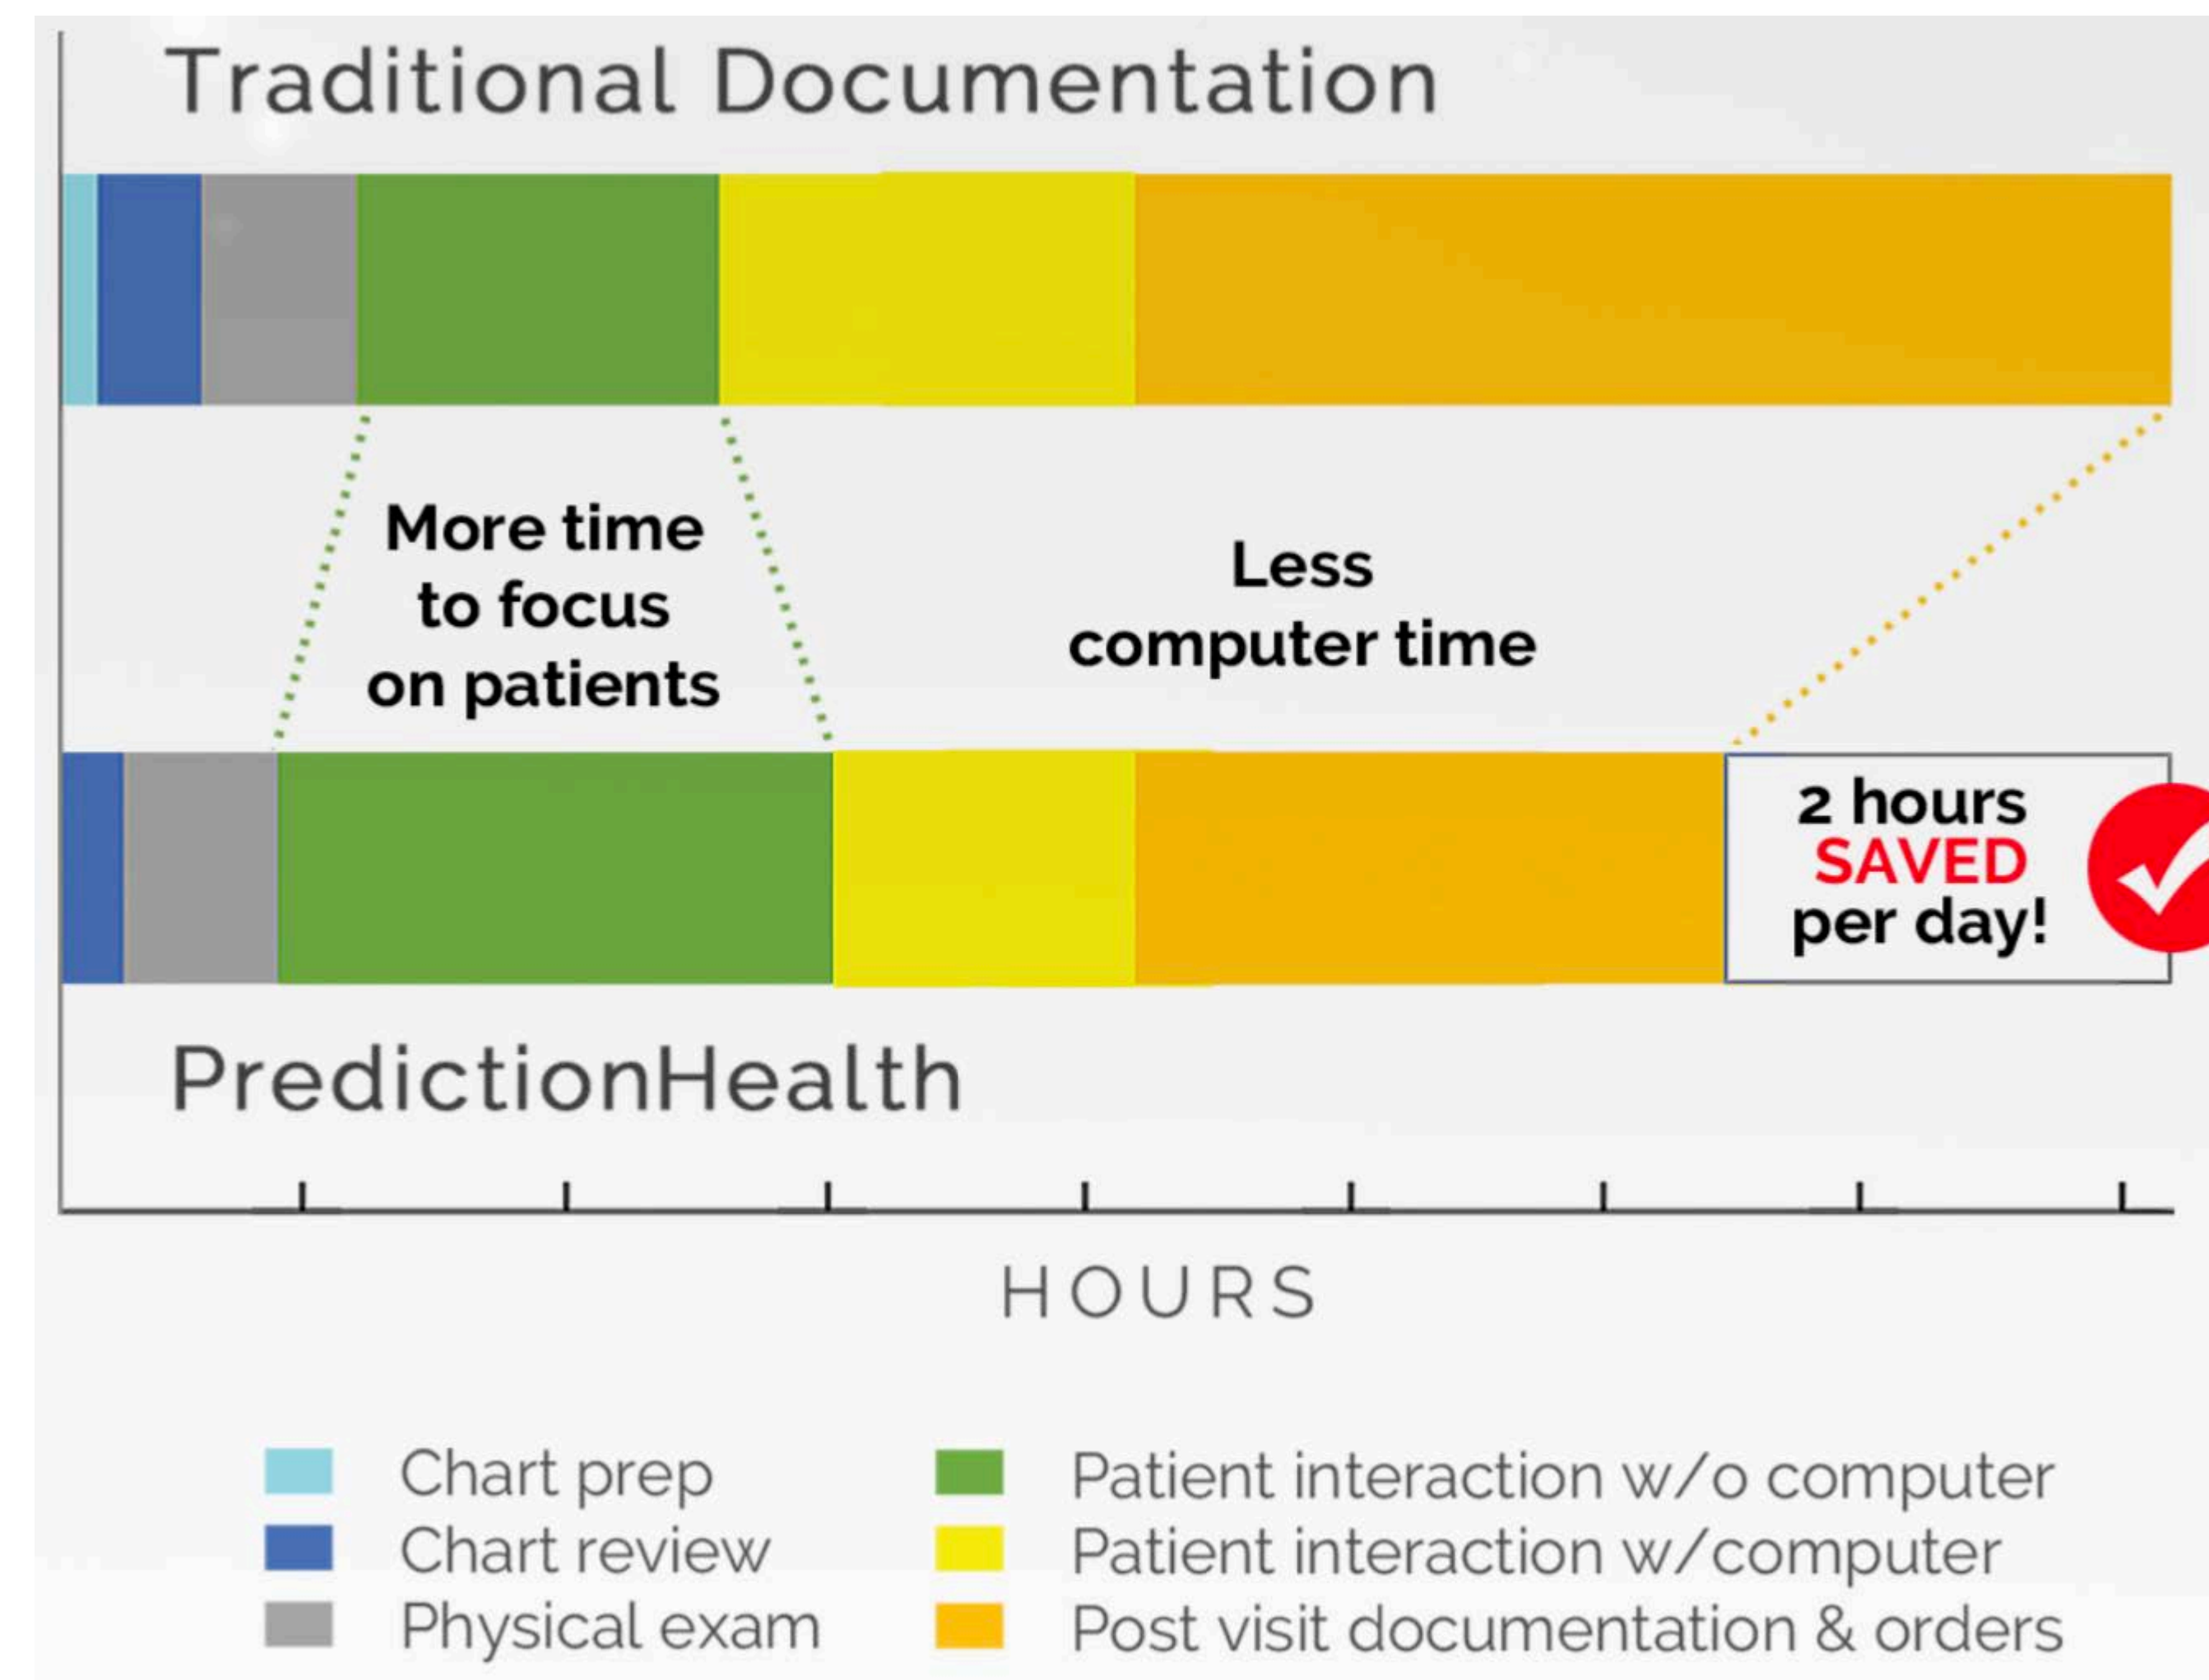 Traditional Documentation
More time
to focus
on patients
Less
computer time
2 hours
SAVED
per day!
PredictionHealth
HOURS
Chart prep
Chart review
Physical exam
Patient interaction w/o computer
Patient interaction w/computer
Post visit documentation & orders